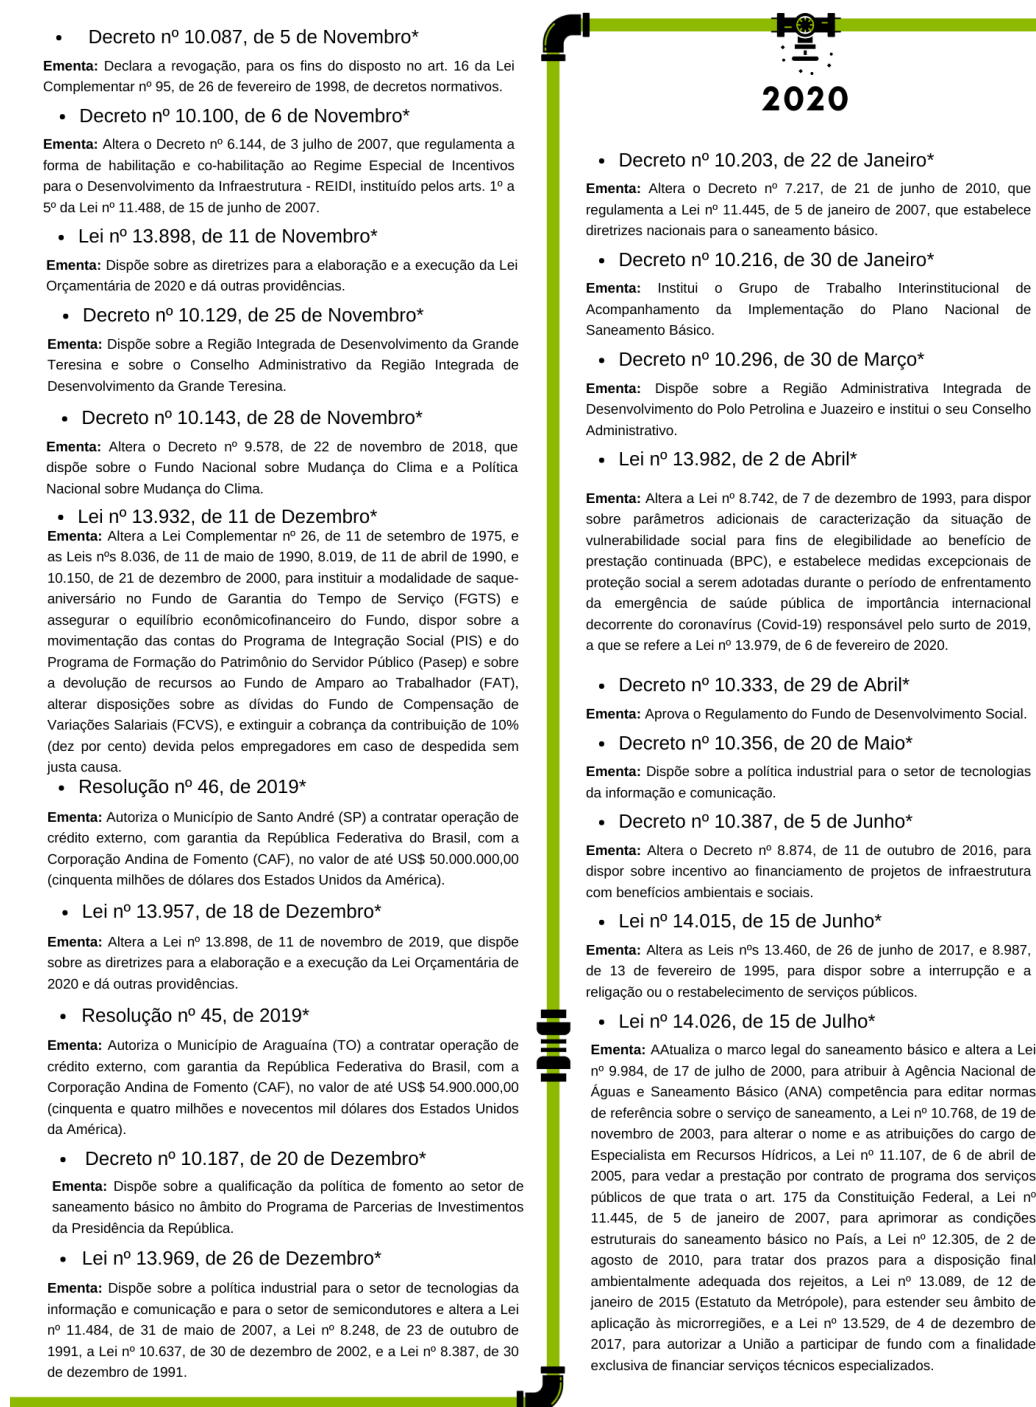 • Decreto nº 10.087, de 5 de Novembro*
Ementa: Declara a revogação, para os fins do disposto no art. 16 da Lei
Complementar nº 95, de 26 de fevereiro de 1998, de decretos normativos.
• Decreto nº 10.100, de 6 de Novembro*
Ementa: Altera o Decreto nº 6.144, de 3 julho de 2007, que regulamenta a
forma de habilitação e co-habilitação ao Regime Especial de Incentivos
para o Desenvolvimento da Infraestrutura - REIDI, instituído pelos arts. 1º a
5º da Lei nº 11.488, de 15 de junho de 2007.
• Lei nº 13.898, de 11 de Novembro*
Ementa: Dispõe sobre as diretrizes para a elaboração e a execução da Lei
Orçamentária de 2020 e dá outras providências.
• Decreto nº 10.129, de 25 de Novembro*
Ementa: Dispõe sobre a Região Integrada de Desenvolvimento da Grande
Teresina e sobre o Conselho Administrativo da Região Integrada de
Desenvolvimento da Grande Teresina.
• Decreto nº 10.143, de 28 de Novembro*
Ementa: Altera o Decreto nº 9.578, de 22 de novembro de 2018, que
dispõe sobre o Fundo Nacional sobre Mudança do Clima e a Política
Nacional sobre Mudança do Clima.
• Lei nº 13.932, de 11 de Dezembro*
Ementa: Altera a Lei Complementar nº 26, de 11 de setembro de 1975, e
as Leis nºs 8.036, de 11 de maio de 1990, 8.019, de 11 de abril de 1990, e
10.150, de 21 de dezembro de 2000, para instituir a modalidade de saque-
aniversário no Fundo de Garantia do Tempo de Serviço (FGTS) e
assegurar o equilíbrio econômicofinanceiro do Fundo, dispor sobre a
movimentação das contas do Programa de Integração Social (PIS) e do
Programa de Formação do Patrimônio do Servidor Público (Pasep) e sobre
a devolução de recursos ao Fundo de Amparo ao Trabalhador (FAT),
alterar disposições sobre as dívidas do Fundo de Compensação de
Variações Salariais (FCVS), e extinguir a cobrança da contribuição de 10%
(dez por cento) devida pelos empregadores em caso de despedida sem
justa causa.
• Resolução nº 46, de 2019*
Ementa: Autoriza o Município de Santo André (SP) a contratar operação de
crédito externo, com garantia da República Federativa do Brasil, com a
Corporação Andina de Fomento (CAF), no valor de até US$ 50.000.000,00
(cinquenta milhões de dólares dos Estados Unidos da América).
• Lei nº 13.957, de 18 de Dezembro*
Ementa: Altera a Lei nº 13.898, de 11 de novembro de 2019, que dispõe
sobre as diretrizes para a elaboração e a execução da Lei Orçamentária de
2020 e dá outras providências.
• Resolução nº 45, de 2019*
Ementa: Autoriza o Município de Araguaína (TO) a contratar operação de
crédito externo, com garantia da República Federativa do Brasil, com a
Corporação Andina de Fomento (CAF), no valor de até US$ 54.900.000,00
(cinquenta e quatro milhões e novecentos mil dólares dos Estados Unidos
da América).
• Decreto nº 10.187, de 20 de Dezembro*
Ementa: Dispõe sobre a qualificação da política de fomento ao setor de
saneamento básico no âmbito do Programa de Parcerias de Investimentos
da Presidência da República.
• Lei nº 13.969, de 26 de Dezembro*
Ementa: Dispõe sobre a política industrial para o setor de tecnologias da
informação e comunicação e para o setor de semicondutores e altera a Lei
nº 11.484, de 31 de maio de 2007, a Lei nº 8.248, de 23 de outubro de
1991, a Lei nº 10.637, de 30 de dezembro de 2002, e a Lei nº 8.387, de 30
de dezembro de 1991.
2020
• Decreto nº 10.203, de 22 de Janeiro*
Ementa: Altera o Decreto nº 7.217, de 21 de junho de 2010, que
regulamenta a Lei nº 11.445, de 5 de janeiro de 2007, que estabelece
diretrizes nacionais para o saneamento básico.
• Decreto nº 10.216, de 30 de Janeiro*
Ementa: Institui o Grupo de Trabalho Interinstitucional de
Acompanhamento da Implementação do Plano Nacional de
Saneamento Básico.
• Decreto nº 10.296, de 30 de Março*
Ementa: Dispõe sobre a Região Administrativa Integrada de
Desenvolvimento do Polo Petrolina e Juazeiro e institui o seu Conselho
Administrativo.
• Lei nº 13.982, de 2 de Abril*
Ementa: Altera a Lei nº 8.742, de 7 de dezembro de 1993, para dispor
sobre parâmetros adicionais de caracterização da situação de
vulnerabilidade social para fins de elegibilidade ao benefício de
prestação continuada (BPC), e estabelece medidas excepcionais de
proteção social a serem adotadas durante o período de enfrentamento
da emergência de saúde pública de importância internacional
decorrente do coronavírus (Covid-19) responsável pelo surto de 2019,
a que se refere a Lei nº 13.979, de 6 de fevereiro de 2020.
• Decreto nº 10.333, de 29 de Abril*
Ementa: Aprova o Regulamento do Fundo de Desenvolvimento Social.
• Decreto nº 10.356, de 20 de Maio*
Ementa: Dispõe sobre a política industrial para o setor de tecnologias
da informação e comunicação.
• Decreto nº 10.387, de 5 de Junho*
Ementa: Altera o Decreto nº 8.874, de 11 de outubro de 2016, para
dispor sobre incentivo ao financiamento de projetos de infraestrutura
com benefícios ambientais e sociais.
• Lei nº 14.015, de 15 de Junho*
Ementa: Altera as Leis nºs 13.460, de 26 de junho de 2017, e 8.987,
de 13 de fevereiro de 1995, para dispor sobre a interrupção e a
religação ou o restabelecimento de serviços públicos.
• Lei nº 14.026, de 15 de Julho*
Ementa: AAtualiza o marco legal do saneamento básico e altera a Lei
nº 9.984, de 17 de julho de 2000, para atribuir à Agência Nacional de
Águas e Saneamento Básico (ANA) competência para editar normas
de referência sobre o serviço de saneamento, a Lei nº 10.768, de 19 de
novembro de 2003, para alterar o nome e as atribuições do cargo de
Especialista em Recursos Hídricos, a Lei nº 11.107, de 6 de abril de
2005, para vedar a prestação por contrato de programa dos serviços
públicos de que trata o art. 175 da Constituição Federal, a Lei nº
11.445, de 5 de janeiro de 2007, para aprimorar as condições
estruturais do saneamento básico no País, a Lei nº 12.305, de 2 de
agosto de 2010, para tratar dos prazos para a disposição final
ambientalmente adequada dos rejeitos, a Lei nº 13.089, de 12 de
janeiro de 2015 (Estatuto da Metrópole), para estender seu âmbito de
aplicação às microrregiões, e a Lei nº 13.529, de 4 de dezembro de
2017, para autorizar a União a participar de fundo com a finalidade
exclusiva de financiar serviços técnicos especializados.